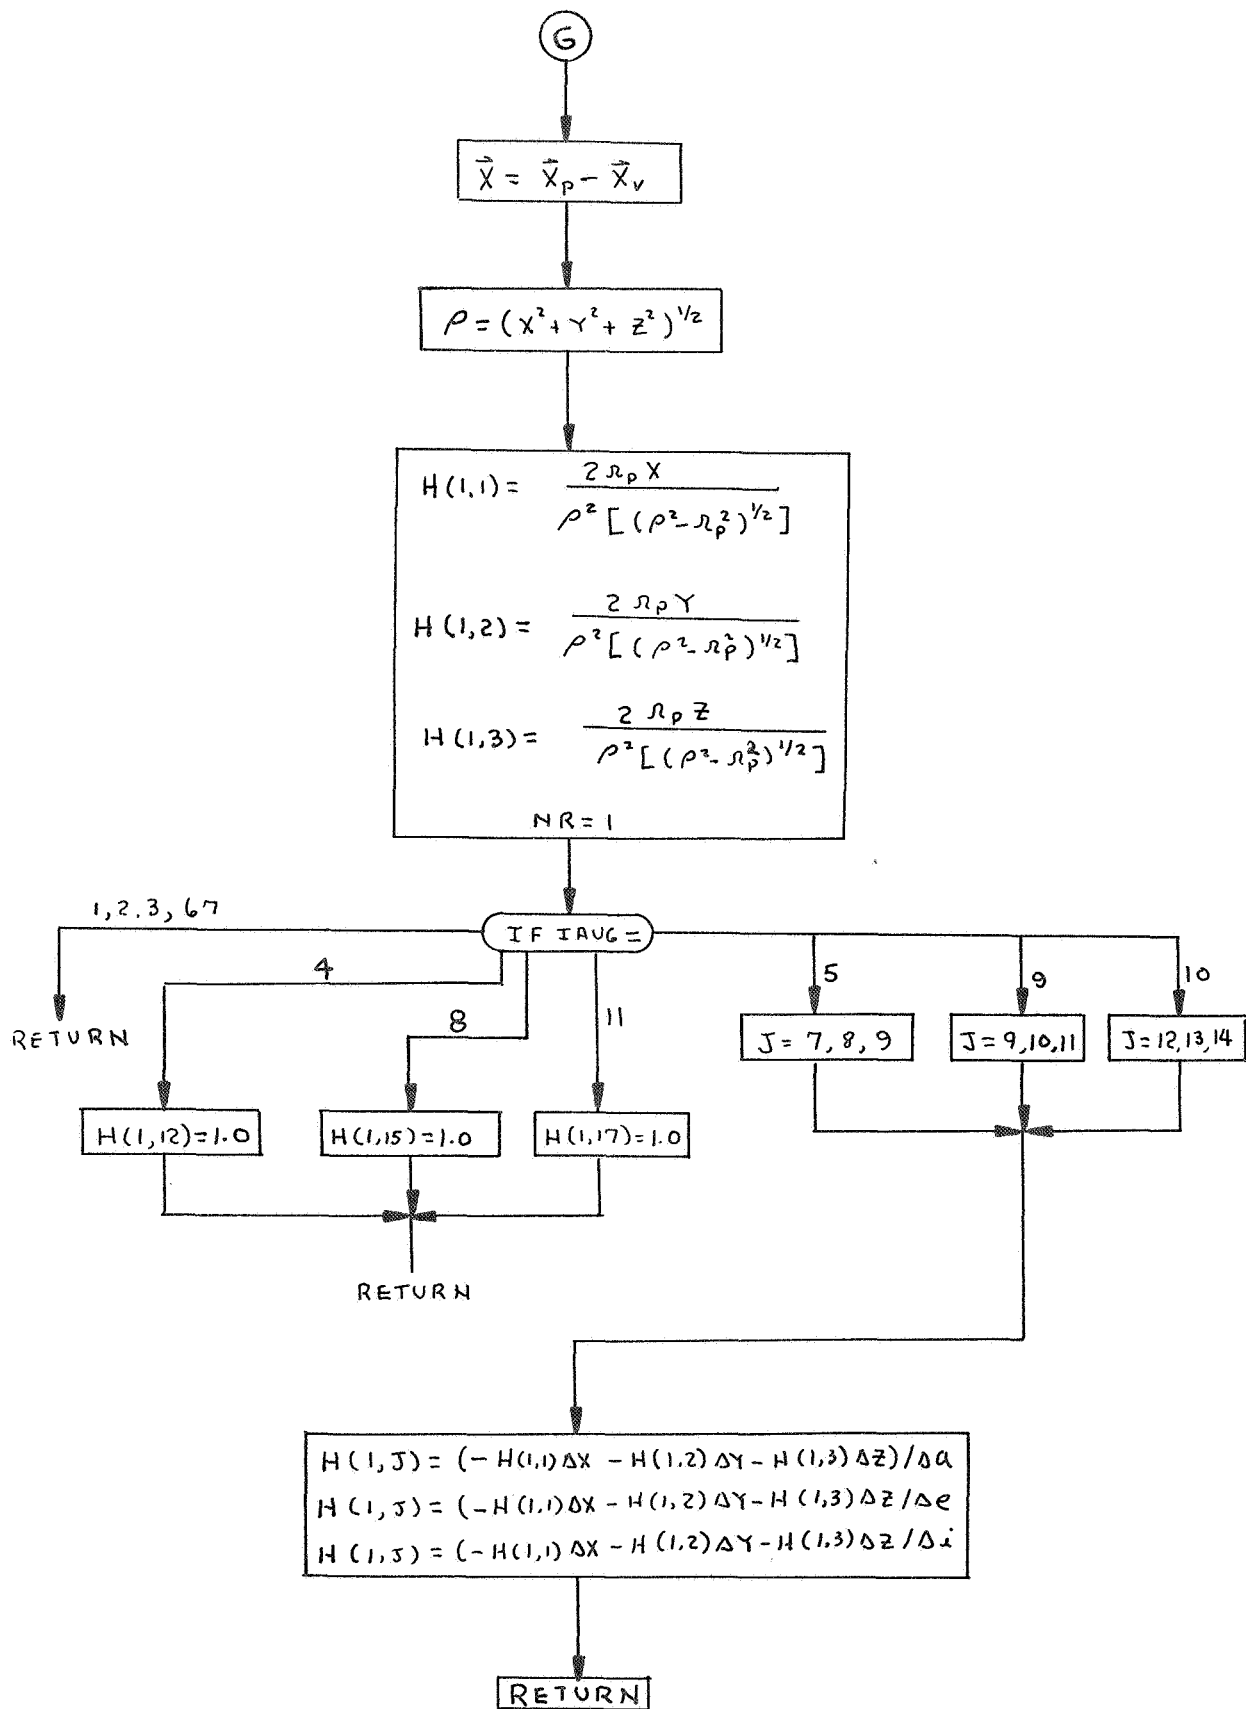 G
X⃗ = X⃗p − X⃗v
ρ = (X² + Y² + Z²)^1/2
H(1,1) = 2 rp X / ρ² [(ρ² − rp²)^1/2]
H(1,2) = 2 rp Y / ρ² [(ρ² − rp²)^1/2]
H(1,3) = 2 rp Z / ρ² [(ρ² − rp²)^1/2]
NR = 1
1,2,3, 67
IF IAUG =
4
8
11
5
9
10
RETURN
J = 7, 8, 9
J = 9,10,11
J = 12,13,14
H(1,12) = 1.0
H(1,15) = 1.0
H(1,17) = 1.0
RETURN
H(1,J) = (− H(1,1) ΔX − H(1,2) ΔY − H(1,3) ΔZ)/Δa
H(1,J) = (− H(1,1) ΔX − H(1,2) ΔY − H(1,3) ΔZ/Δe
H(1,J) = (− H(1,1) ΔX − H(1,2) ΔY − H(1,3) ΔZ/Δi
RETURN